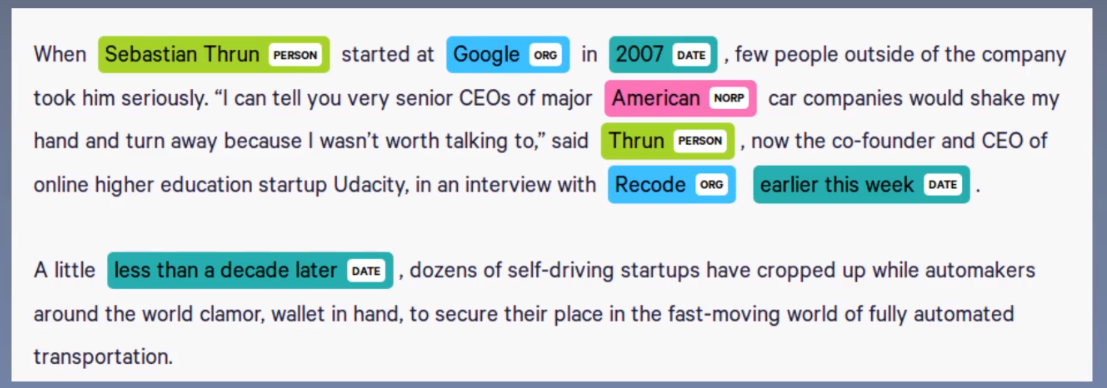 When Sebastian Thrun PERSON started at Google ORG in 2007 DATE , few people outside of the company
took him seriously. “I can tell you very senior CEOs of major American NORP car companies would shake my
hand and turn away because I wasn’t worth talking to,” said Thrun PERSON , now the co-founder and CEO of
online higher education startup Udacity, in an interview with Recode ORG earlier this week DATE .
A little less than a decade later DATE , dozens of self-driving startups have cropped up while automakers
around the world clamor, wallet in hand, to secure their place in the fast-moving world of fully automated
transportation.